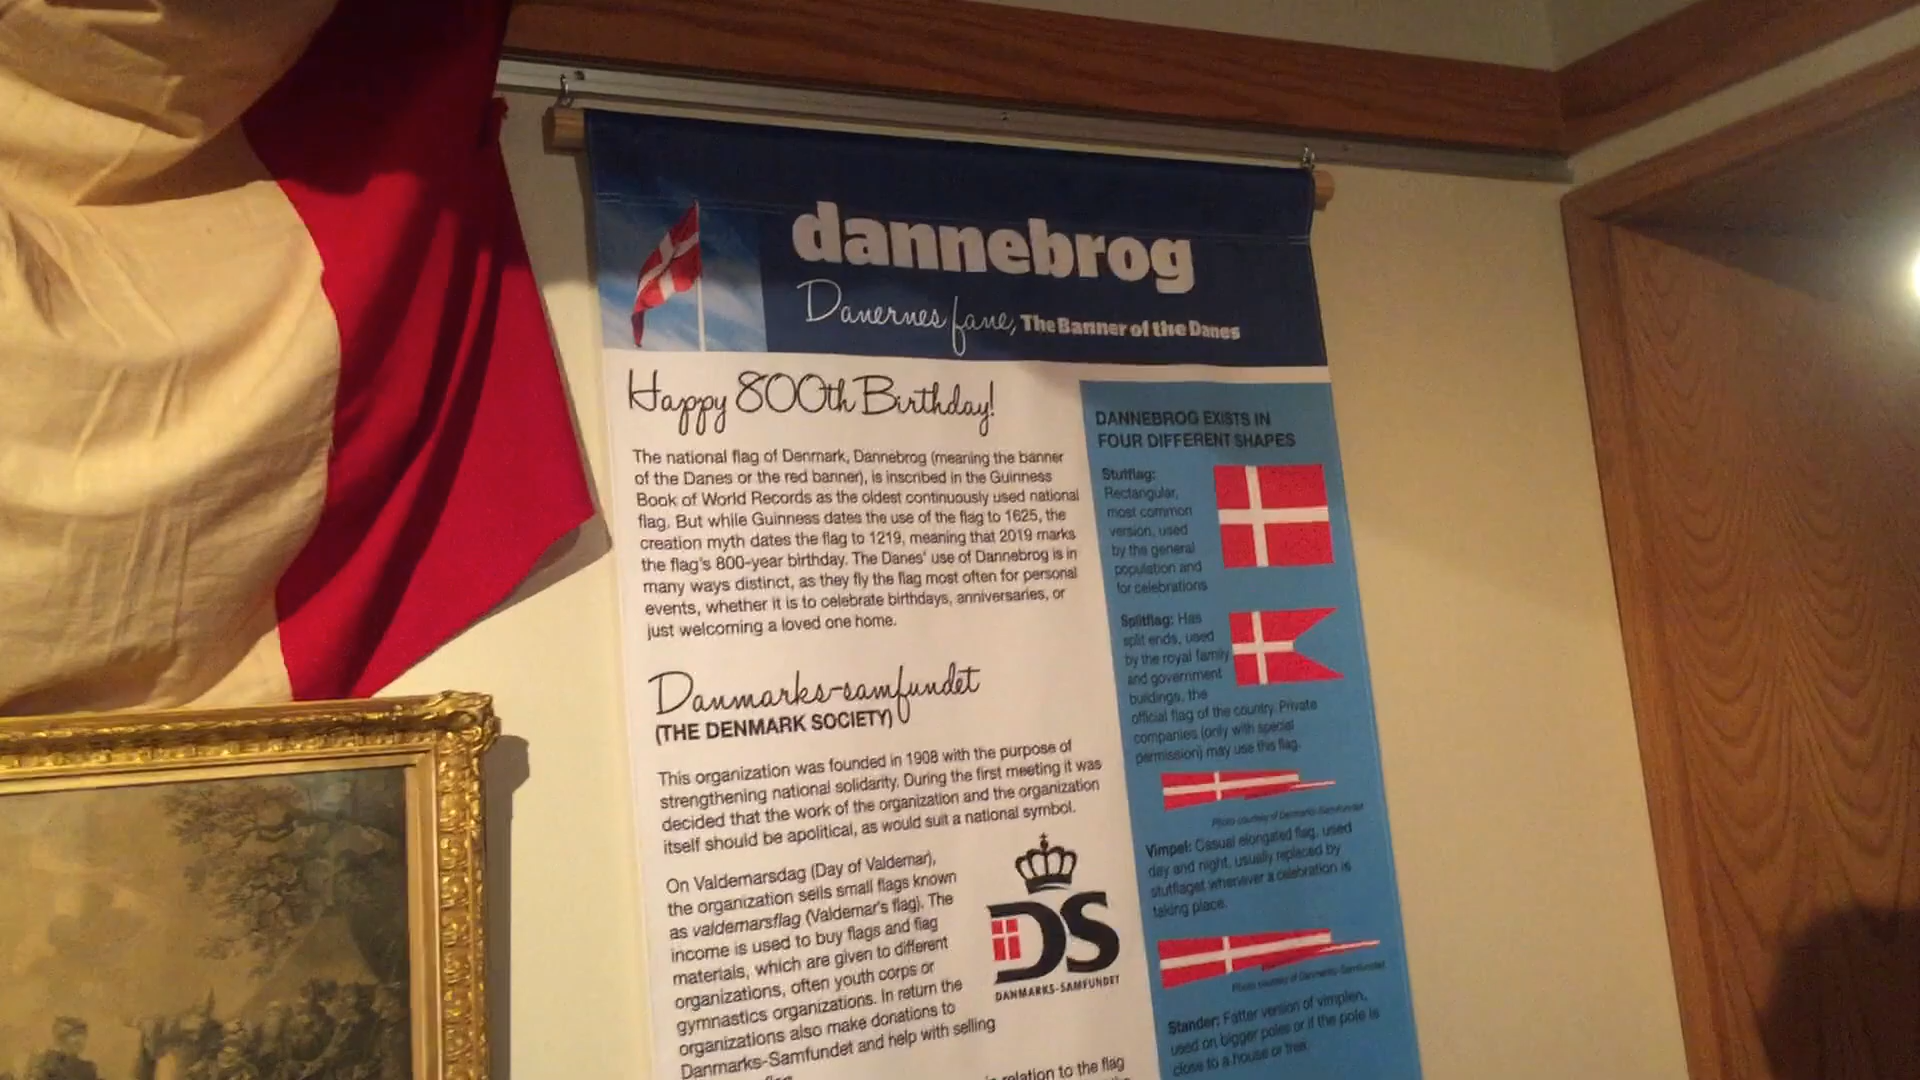 dannebrog
Danernes fane, The Banner of the Danes
Happy 800th Birthday!
The national flag of Denmark, Dannebrog (meaning the banner
of the Danes or the red banner), is inscribed in the Guinness
Book of World Records as the oldest continuously used national
flag. But while Guinness dates the use of the flag to 1625, the
creation myth dates the flag to 1219, meaning that 2019 marks
the flag's 800-year birthday. The Danes' use of Dannebrog is in
many ways distinct, as they fly the flag most often for personal
events, whether it is to celebrate birthdays, anniversaries, or
just welcoming a loved one home.
Danmarks-samfundet
(THE DENMARK SOCIETY)
This organization was founded in 1908 with the purpose of
strengthening national solidarity. During the first meeting it was
decided that the work of the organization and the organization
itself should be apolitical, as would suit a national symbol.
On Valdemarsdag (Day of Valdemar),
the organization sells small flags known
as valdemarsflag (Valdemar's flag). The
income is used to buy flags and flag
materials, which are given to different
organizations, often youth corps or
gymnastics organizations. In return the
organizations also make donations to
Danmarks-Samfundet and help with selling
relation to the flag
DS
DANMARKS-SAMFUNDET
DANNEBROG EXISTS IN
FOUR DIFFERENT SHAPES
Stutflag:
Rectangular,
most common
version, used
by the general
population and
for celebrations
Splitflag: Has
split ends, used
by the royal family
and government
buildings, the
official flag of the country. Private
companies (only with special
permission) may use this flag.
Photo courtesy of Danmarks-Samfundet
Vimpel: Casual elongated flag, used
day and night, usually replaced by
stutflaget whenever a celebration is
taking place.
Photo courtesy of Danmarks-Samfundet
Stander: Fatter version of vimplen,
used on bigger poles or if the pole is
close to a house or tree.